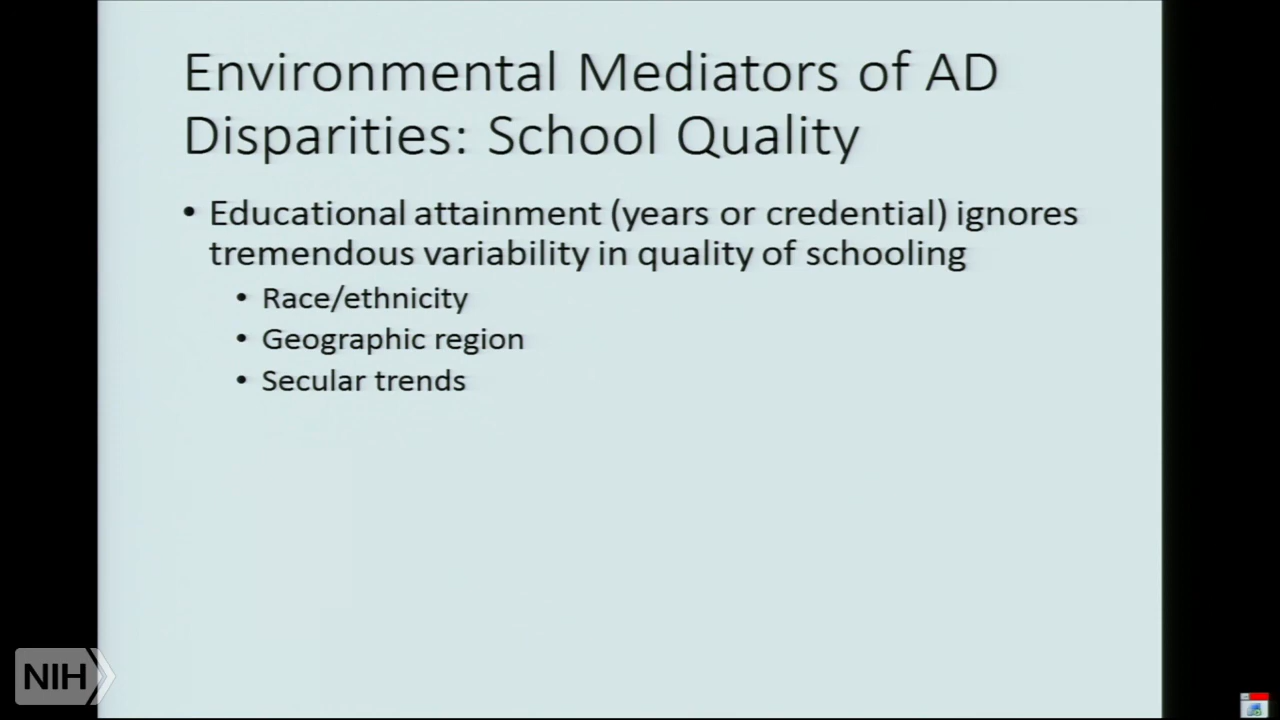 Environmental Mediators of AD
Disparities: School Quality
• Educational attainment (years or credential) ignores
tremendous variability in quality of schooling
• Race/ethnicity
• Geographic region
• Secular trends
NIH